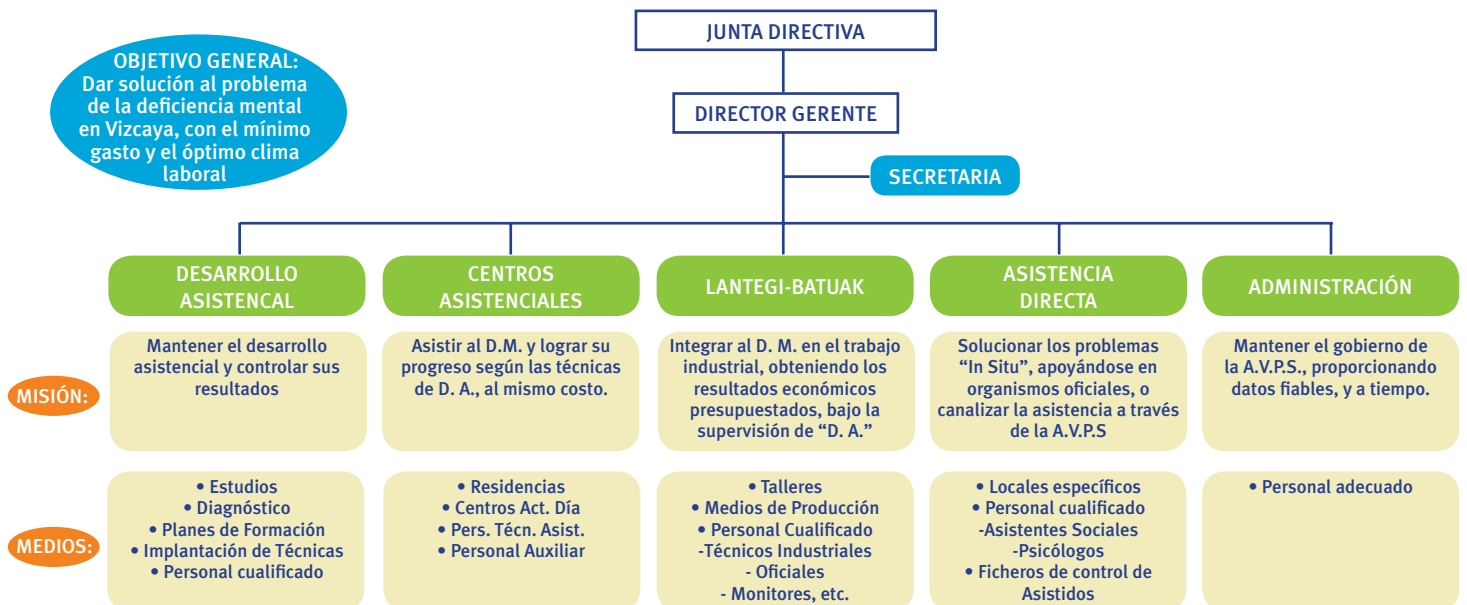 JUNTA DIRECTIVA
OBJETIVO GENERAL:
Dar solución al problema
de la deficiencia mental
en Vizcaya, con el mínimo
gasto y el óptimo clima
laboral
DIRECTOR GERENTE
SECRETARIA
DESARROLLO
ASISTENCAL
CENTROS
ASISTENCIALES
LANTEGI-BATUAK
ASISTENCIA
DIRECTA
ADMINISTRACIÓN
MISIÓN:
Mantener el desarrollo
asistencial y controlar sus
resultados
Asistir al D.M. y lograr su
progreso según las técnicas
de D. A., al mismo costo.
Integrar al D. M. en el trabajo
industrial, obteniendo los
resultados económicos
presupuestados, bajo la
supervisión de “D. A.”
Solucionar los problemas
“In Situ”, apoyándose en
organismos oficiales, o
canalizar la asistencia a través
de la A.V.P.S
Mantener el gobierno de
la A.V.P.S., proporcionando
datos fiables, y a tiempo.
MEDIOS:
• Estudios
• Diagnóstico
• Planes de Formación
• Implantación de Técnicas
• Personal cualificado
• Residencias
• Centros Act. Día
• Pers. Técn. Asist.
• Personal Auxiliar
• Talleres
• Medios de Producción
• Personal Cualificado
-Técnicos Industriales
- Oficiales
- Monitores, etc.
• Locales específicos
• Personal cualificado
-Asistentes Sociales
-Psicólogos
• Ficheros de control de
Asistidos
• Personal adecuado